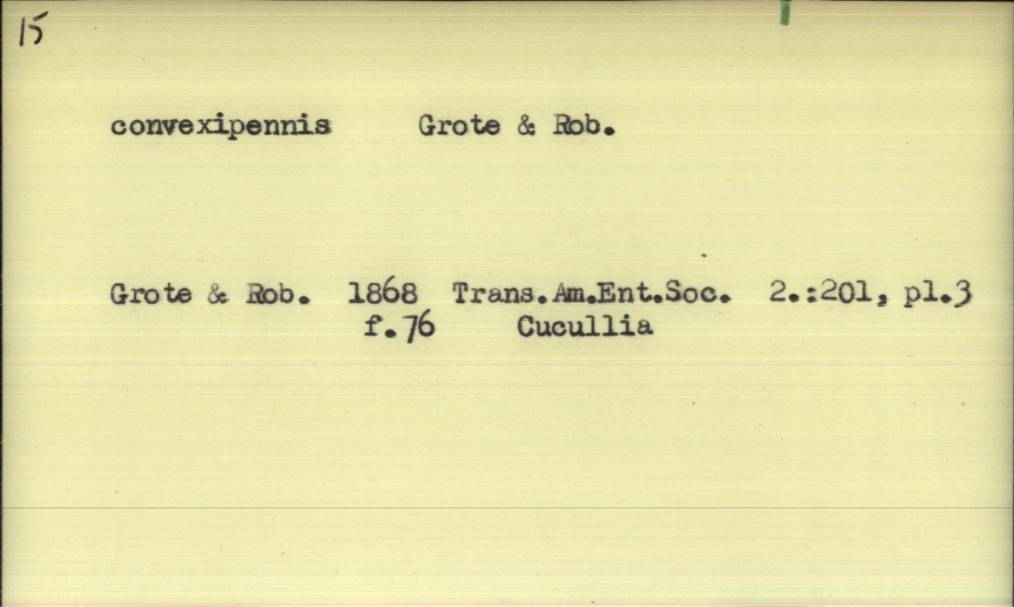 15
convexipennis Grote & Rob.
Grote & Rob. 1868 Trans.Am.Ent.Soc. 2.:201, pl.3
f.76 Cucullia